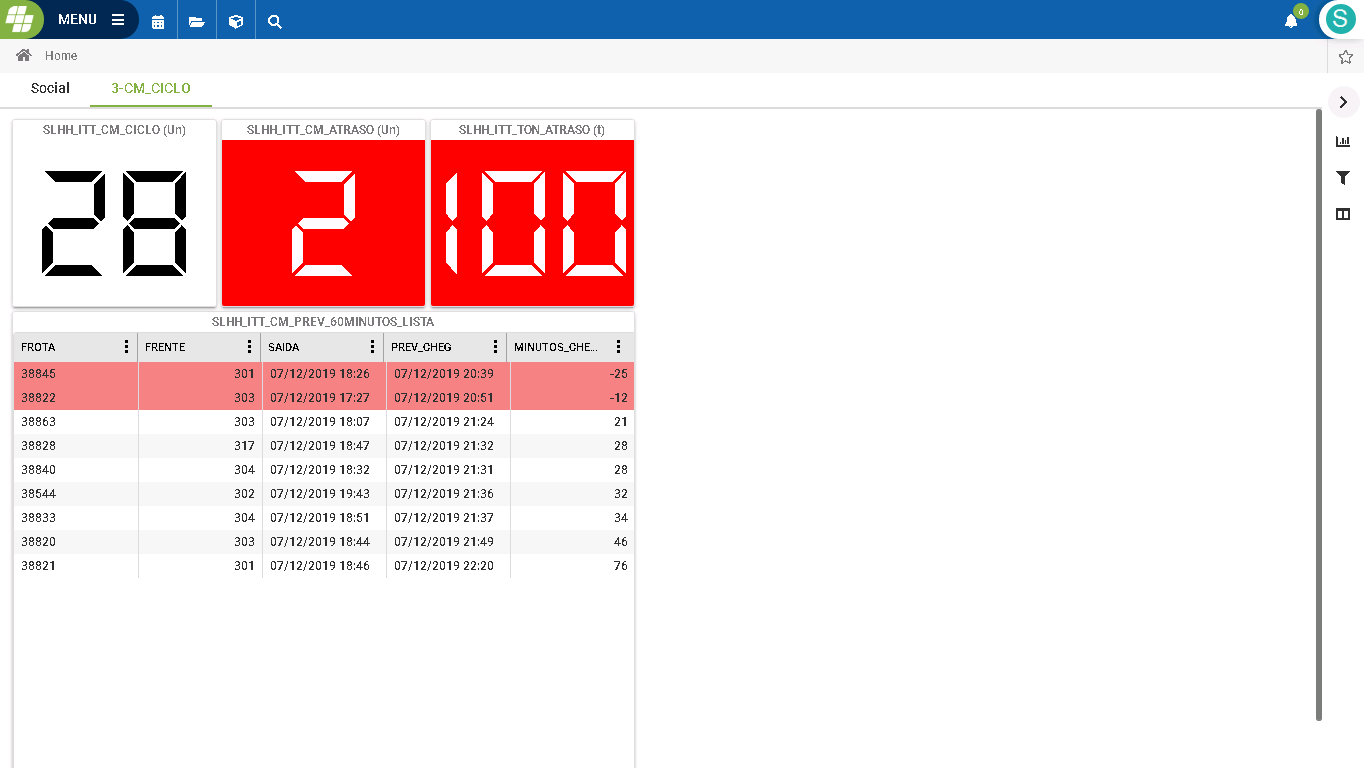 MENU
0
S
Home
Social 3-CM_CICLO
SLHH_ITT_CM_CICLO (Un) SLHH_ITT_CM_ATRASO (Un) SLHH_ITT_TON_ATRASO (t)
28 2 100
SLHH_ITT_CM_PREV_60MINUTOS_LISTA
FROTA FRENTE SAIDA PREV_CHEG MINUTOS_CHE...
38845 301 07/12/2019 18:26 07/12/2019 20:39 -25
38822 303 07/12/2019 17:27 07/12/2019 20:51 -12
38863 303 07/12/2019 18:07 07/12/2019 21:24 21
38828 317 07/12/2019 18:47 07/12/2019 21:32 28
38840 304 07/12/2019 18:32 07/12/2019 21:31 28
38544 302 07/12/2019 19:43 07/12/2019 21:36 32
38833 304 07/12/2019 18:51 07/12/2019 21:37 34
38820 303 07/12/2019 18:44 07/12/2019 21:49 46
38821 301 07/12/2019 18:46 07/12/2019 22:20 76